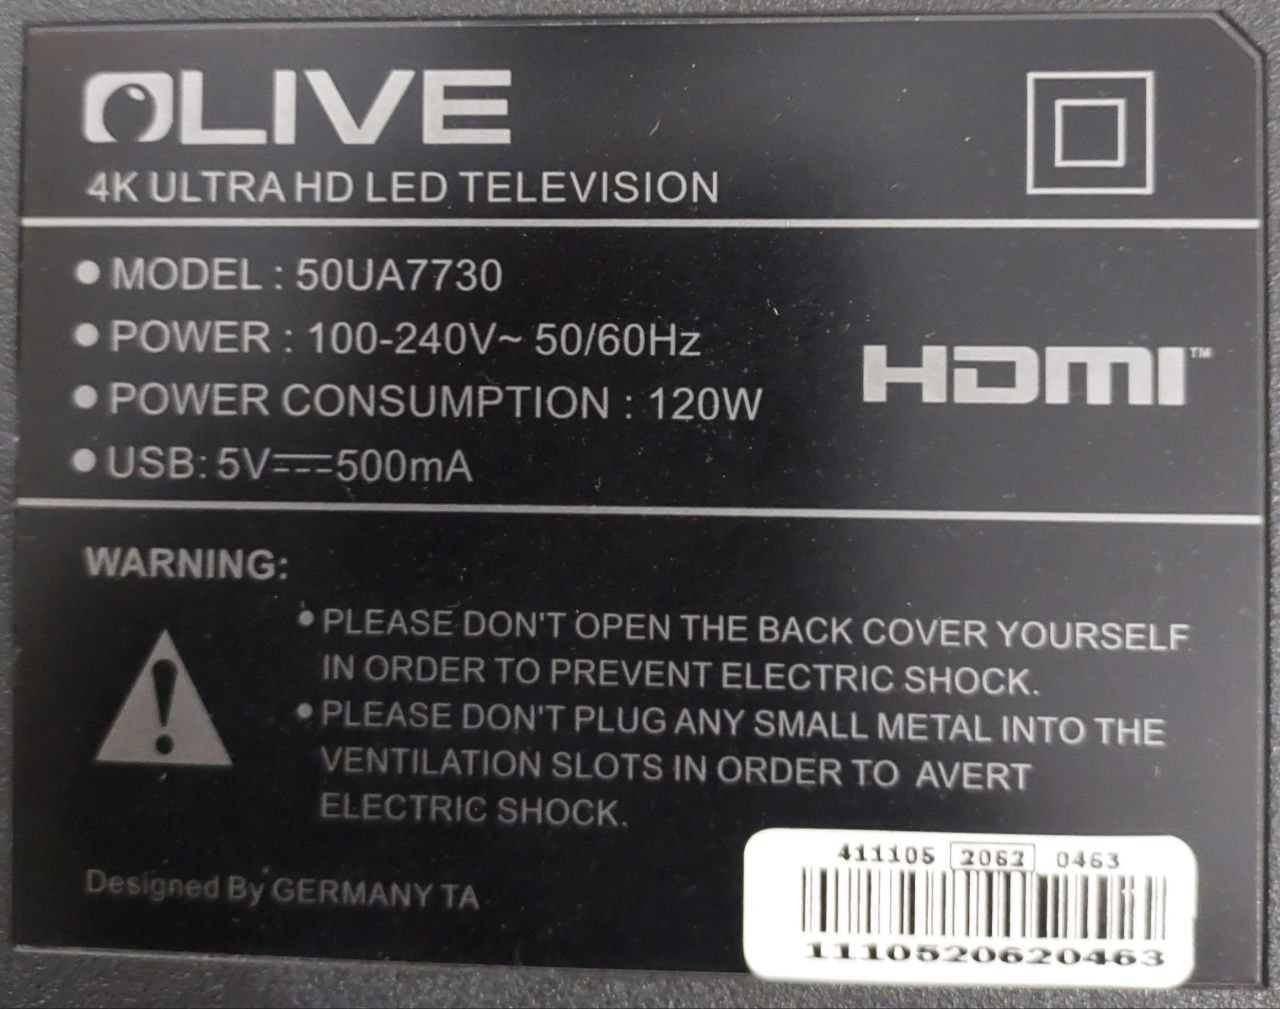 OLIVE
4K ULTRA HD LED TELEVISION
● MODEL : 50UA7730
● POWER : 100-240V~ 50/60Hz
● POWER CONSUMPTION : 120W
● USB: 5V⎓500mA
HDMI™
WARNING:
• PLEASE DON'T OPEN THE BACK COVER YOURSELF
IN ORDER TO PREVENT ELECTRIC SHOCK.
• PLEASE DON'T PLUG ANY SMALL METAL INTO THE
VENTILATION SLOTS IN ORDER TO AVERT
ELECTRIC SHOCK.
Designed By GERMANY TA
411105 2062 0463
1110520620463